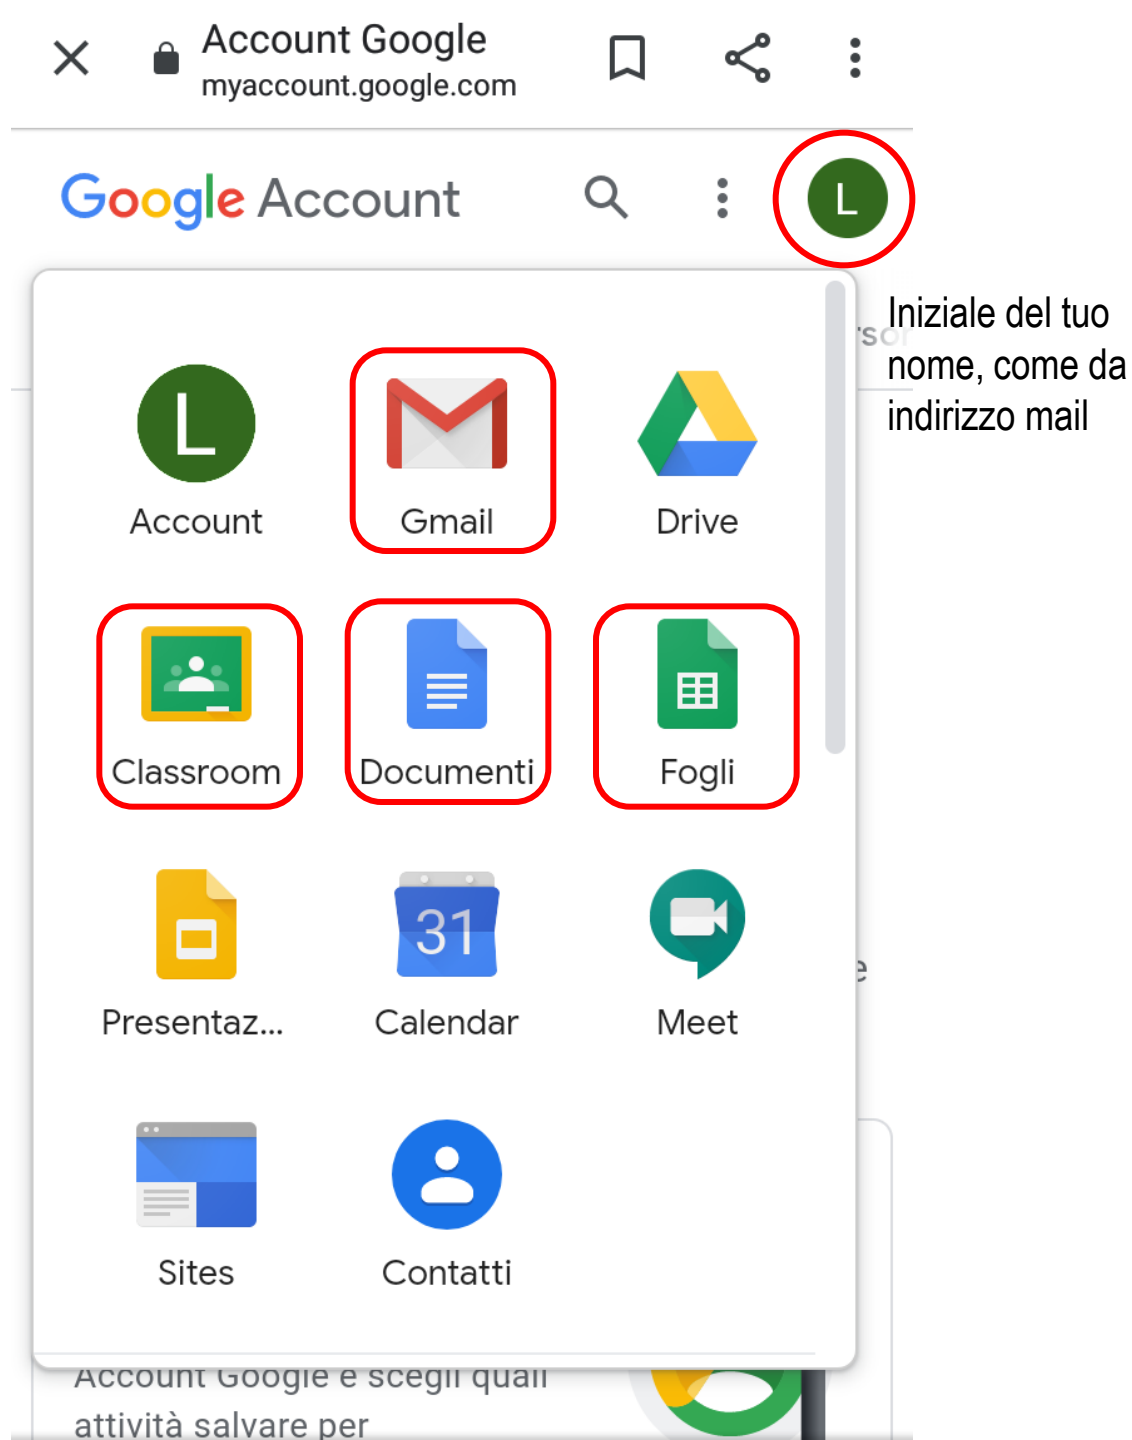 Account Google
myaccount.google.com
Google Account
L
Iniziale del tuo
nome, come da
indirizzo mail
L
Account
Gmail
Drive
Classroom
Documenti
Fogli
31
Presentaz...
Calendar
Meet
Sites
Contatti
Account Google e scegli quali
attività salvare per